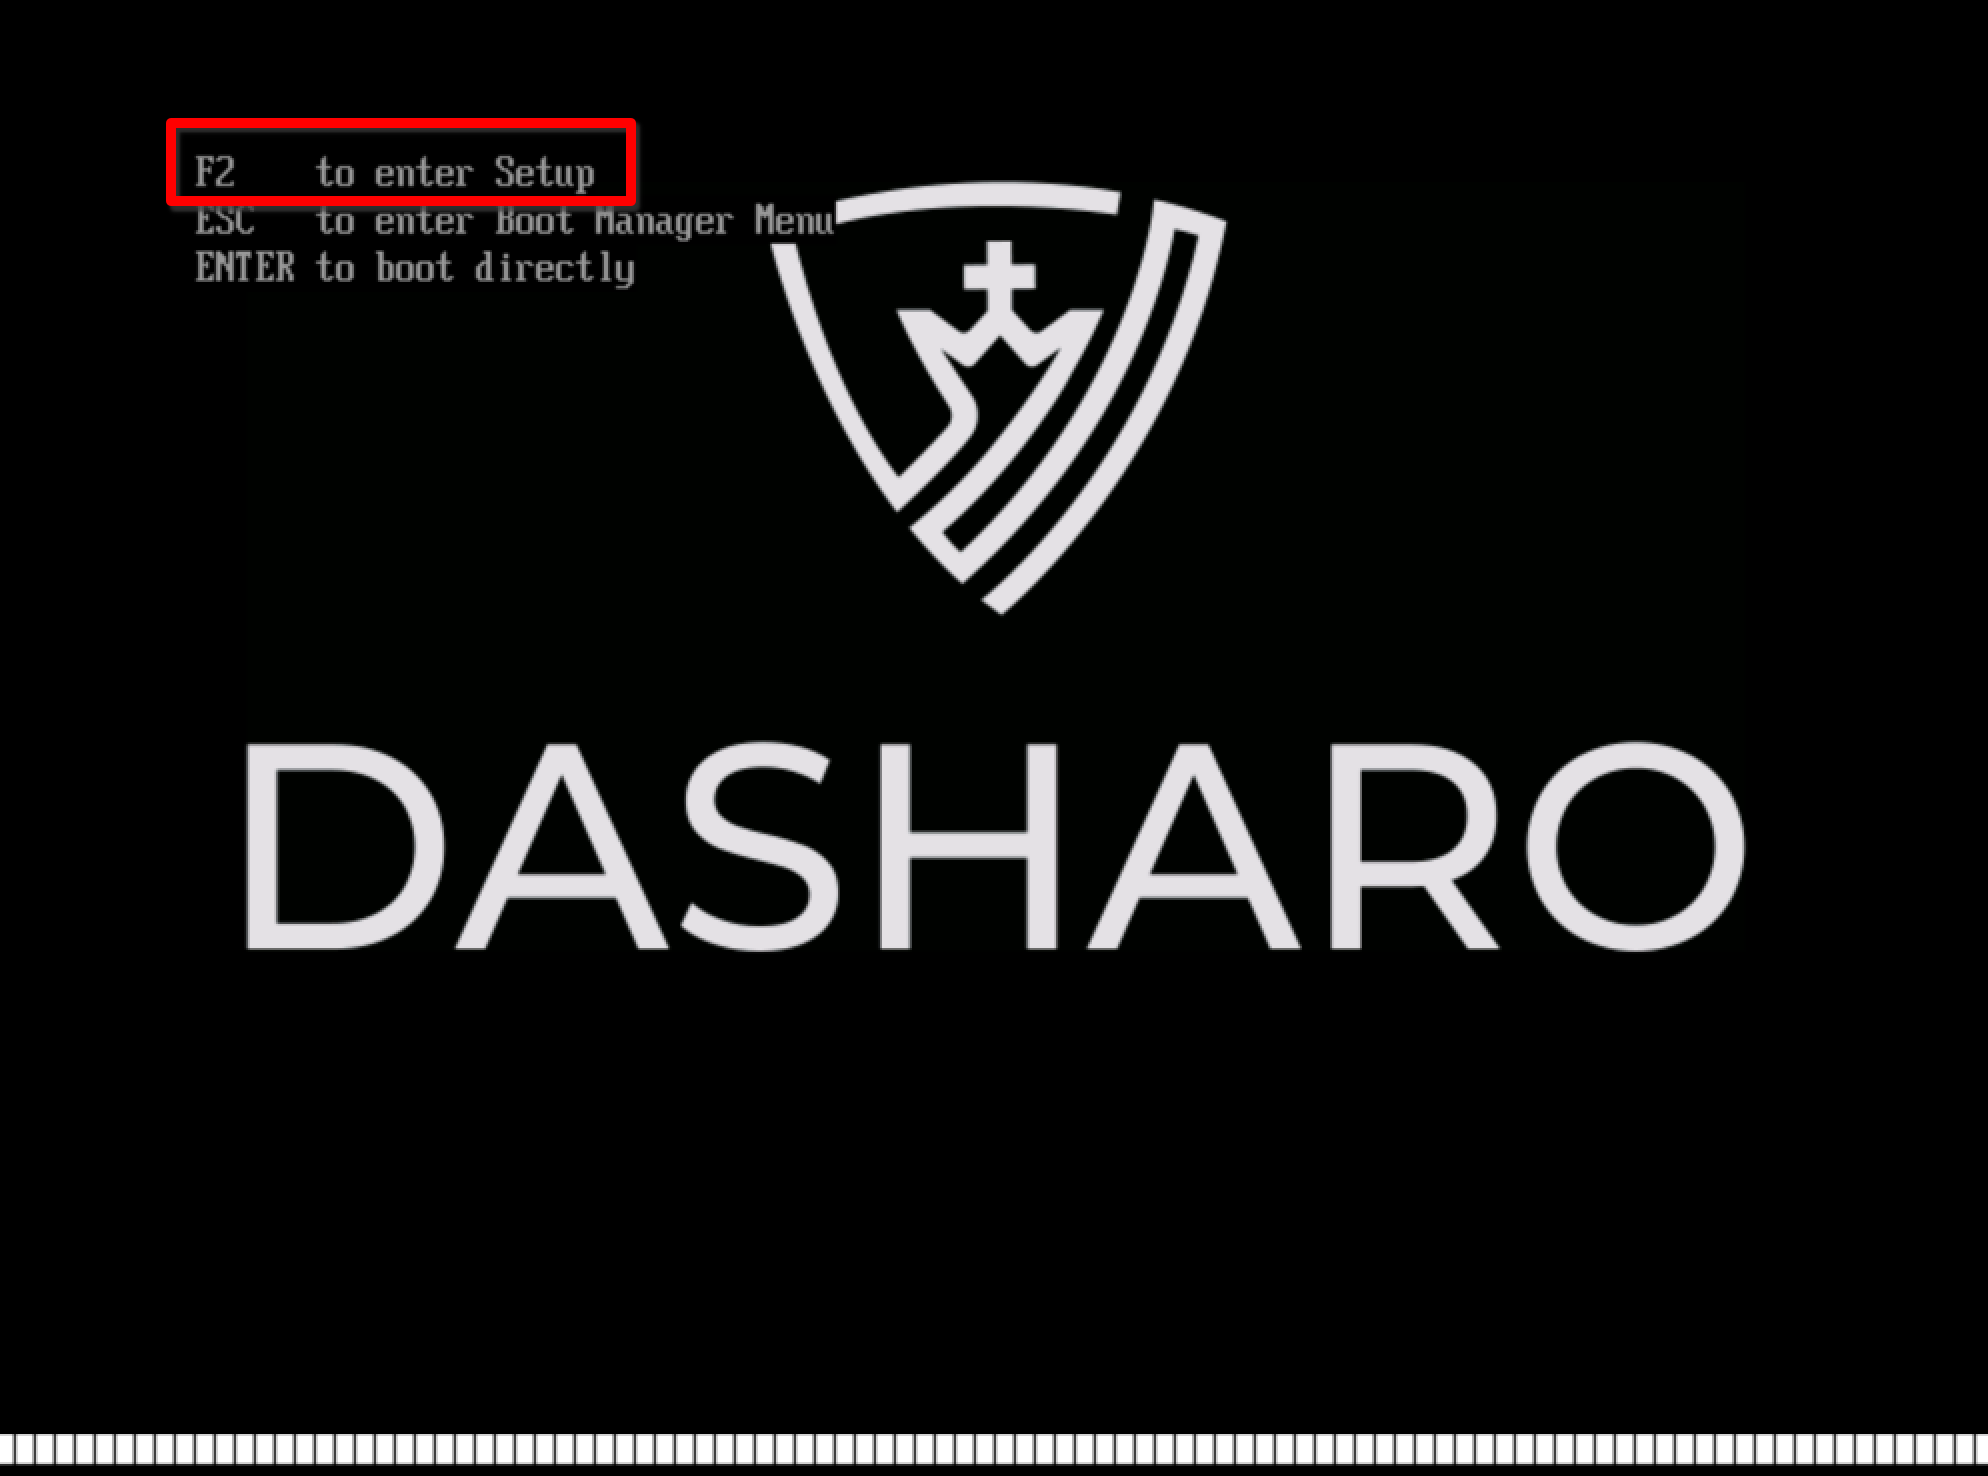 F2    to enter Setup
ESC   to enter Boot Manager Menu
ENTER to boot directly
DASHARO